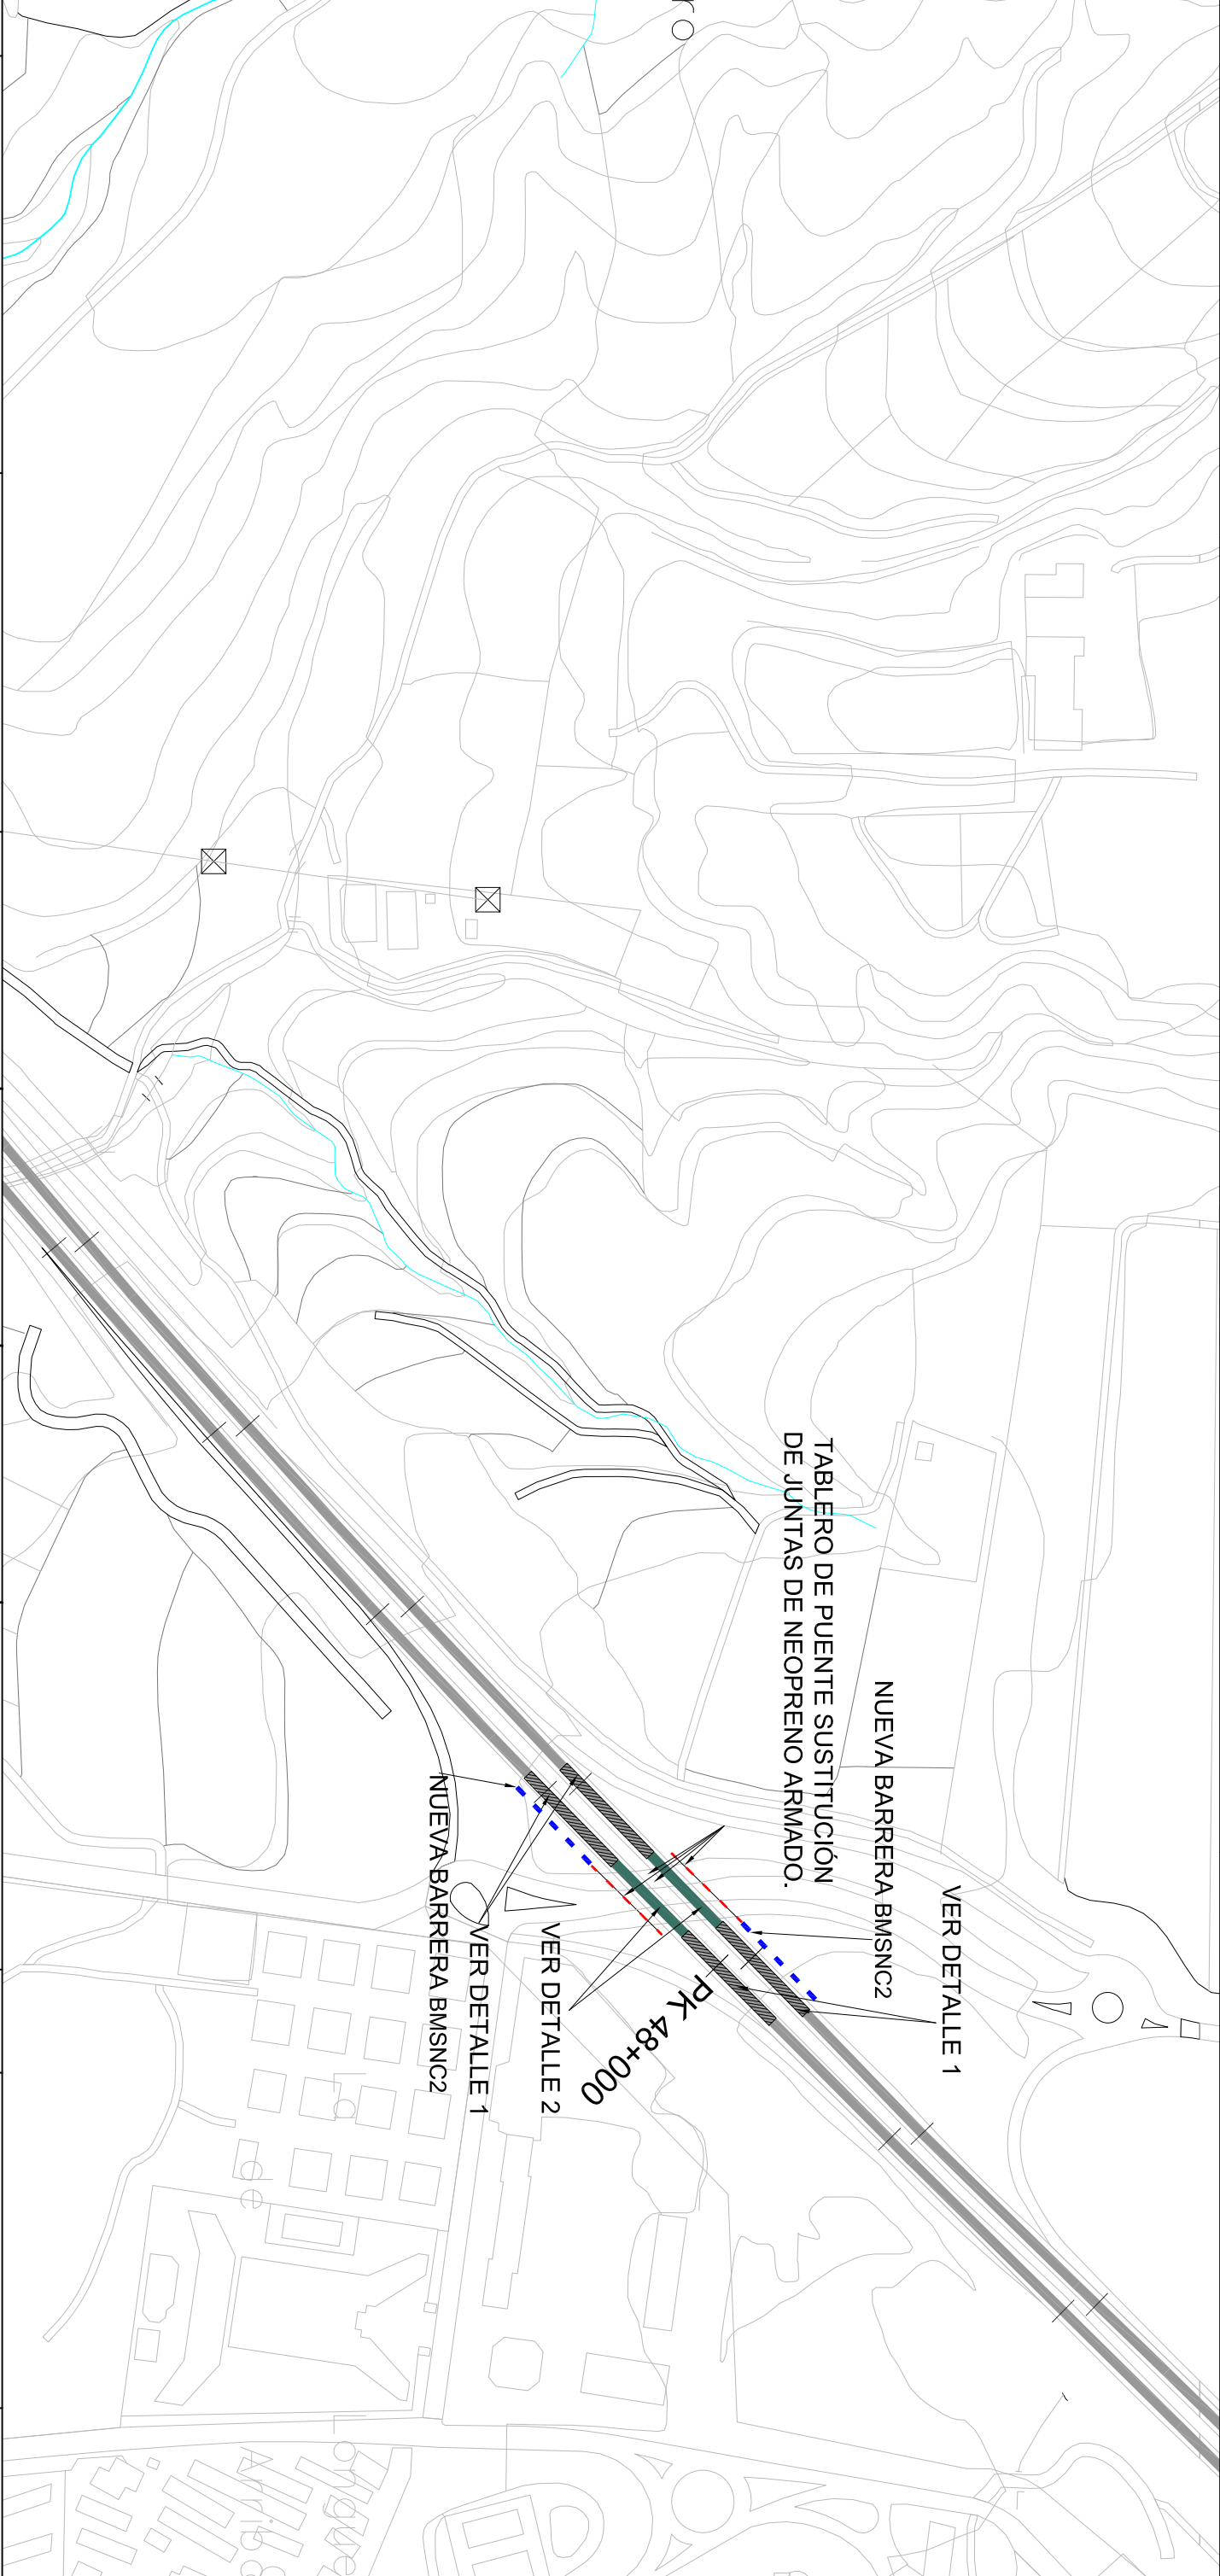 TABLERO DE PUENTE SUSTITUCIÓN
DE JUNTAS DE NEOPRENO ARMADO.
NUEVA BARRERA BMSNC2
VER DETALLE 1
PK 48+000
VER DETALLE 2
VER DETALLE 1
NUEVA BARRERA BMSNC2